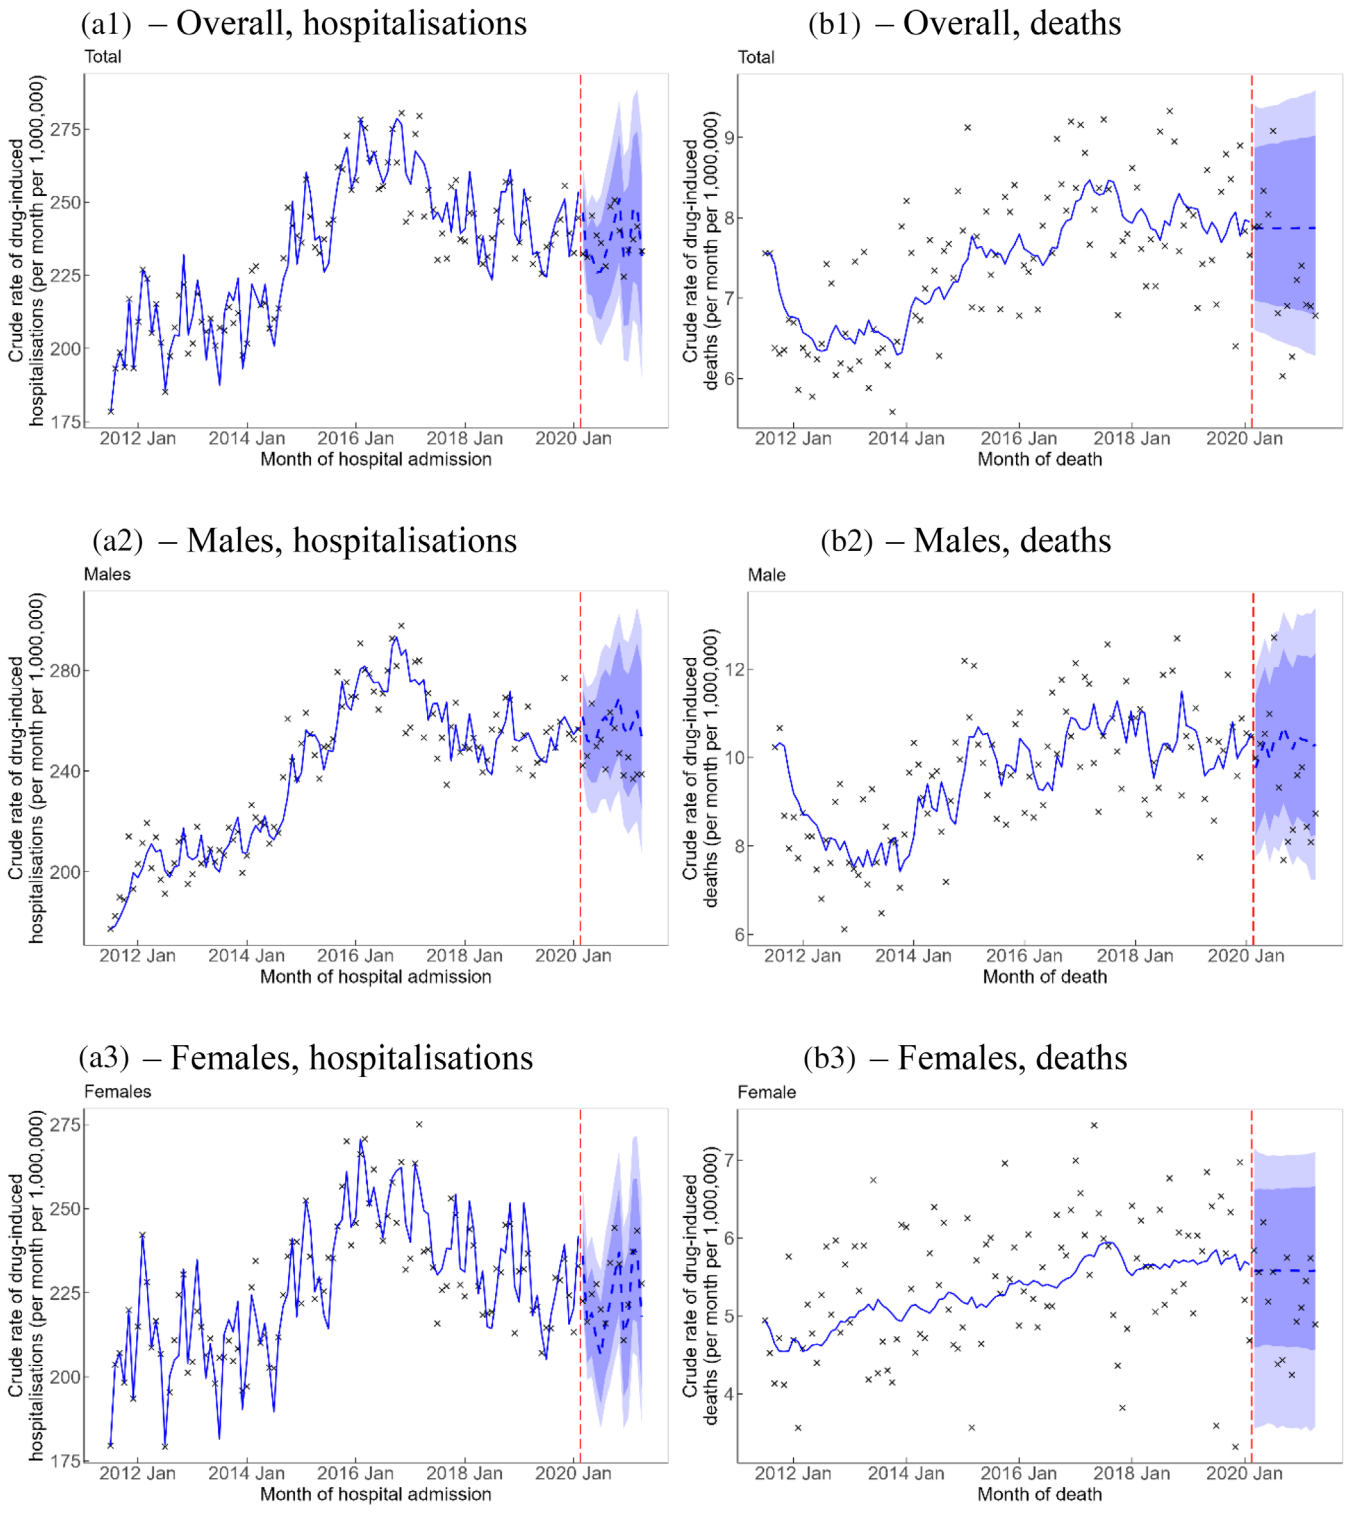 (a1) – Overall, hospitalisations
Total
Crude rate of drug-induced
hospitalisations (per month per 1,000,000)
275
250
225
200
175
2012 Jan 2014 Jan 2016 Jan 2018 Jan 2020 Jan
Month of hospital admission
(b1) – Overall, deaths
Total
Crude rate of drug-induced
deaths (per month per 1,000,000)
9
8
7
6
2012 Jan 2014 Jan 2016 Jan 2018 Jan 2020 Jan
Month of death
(a2) – Males, hospitalisations
Males
Crude rate of drug-induced
hospitalisations (per month per 1,000,000)
280
240
200
2012 Jan 2014 Jan 2016 Jan 2018 Jan 2020 Jan
Month of hospital admission
(b2) – Males, deaths
Male
Crude rate of drug-induced
deaths (per month per 1,000,000)
12
10
8
6
2012 Jan 2014 Jan 2016 Jan 2018 Jan 2020 Jan
Month of death
(a3) – Females, hospitalisations
Females
Crude rate of drug-induced
hospitalisations (per month per 1,000,000)
275
250
225
200
175
2012 Jan 2014 Jan 2016 Jan 2018 Jan 2020 Jan
Month of hospital admission
(b3) – Females, deaths
Female
Crude rate of drug-induced
deaths (per month per 1,000,000)
7
6
5
4
2012 Jan 2014 Jan 2016 Jan 2018 Jan 2020 Jan
Month of death